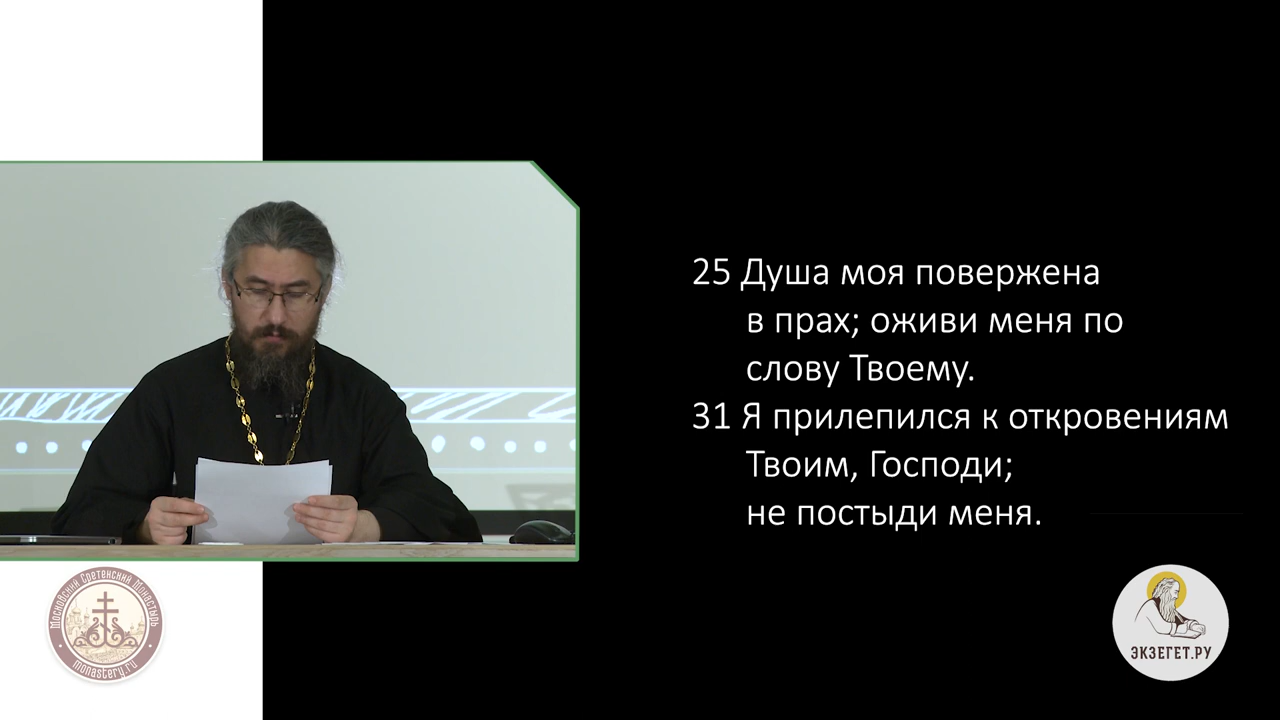 25 Душа моя повержена
в прах; оживи меня по
слову Твоему.
31 Я прилепился к откровениям
Твоим, Господи;
не постыди меня.
Московский Сретенский Монастырь
monastery.ru
ЭКЗЕГЕТ.РУ